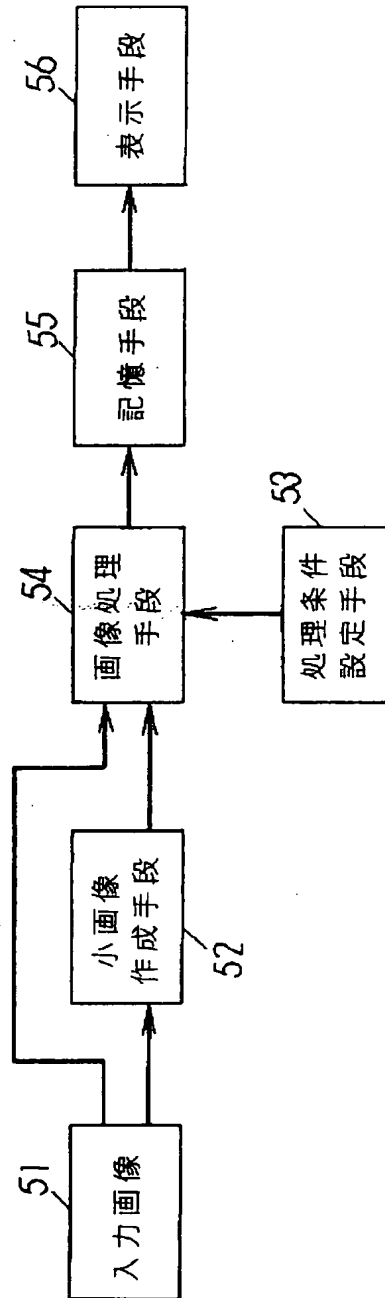 51
入力画像
小画像
作成手段
52
54
画像処理
手段
処理条件
設定手段
53
55
記憶手段
56
表示手段